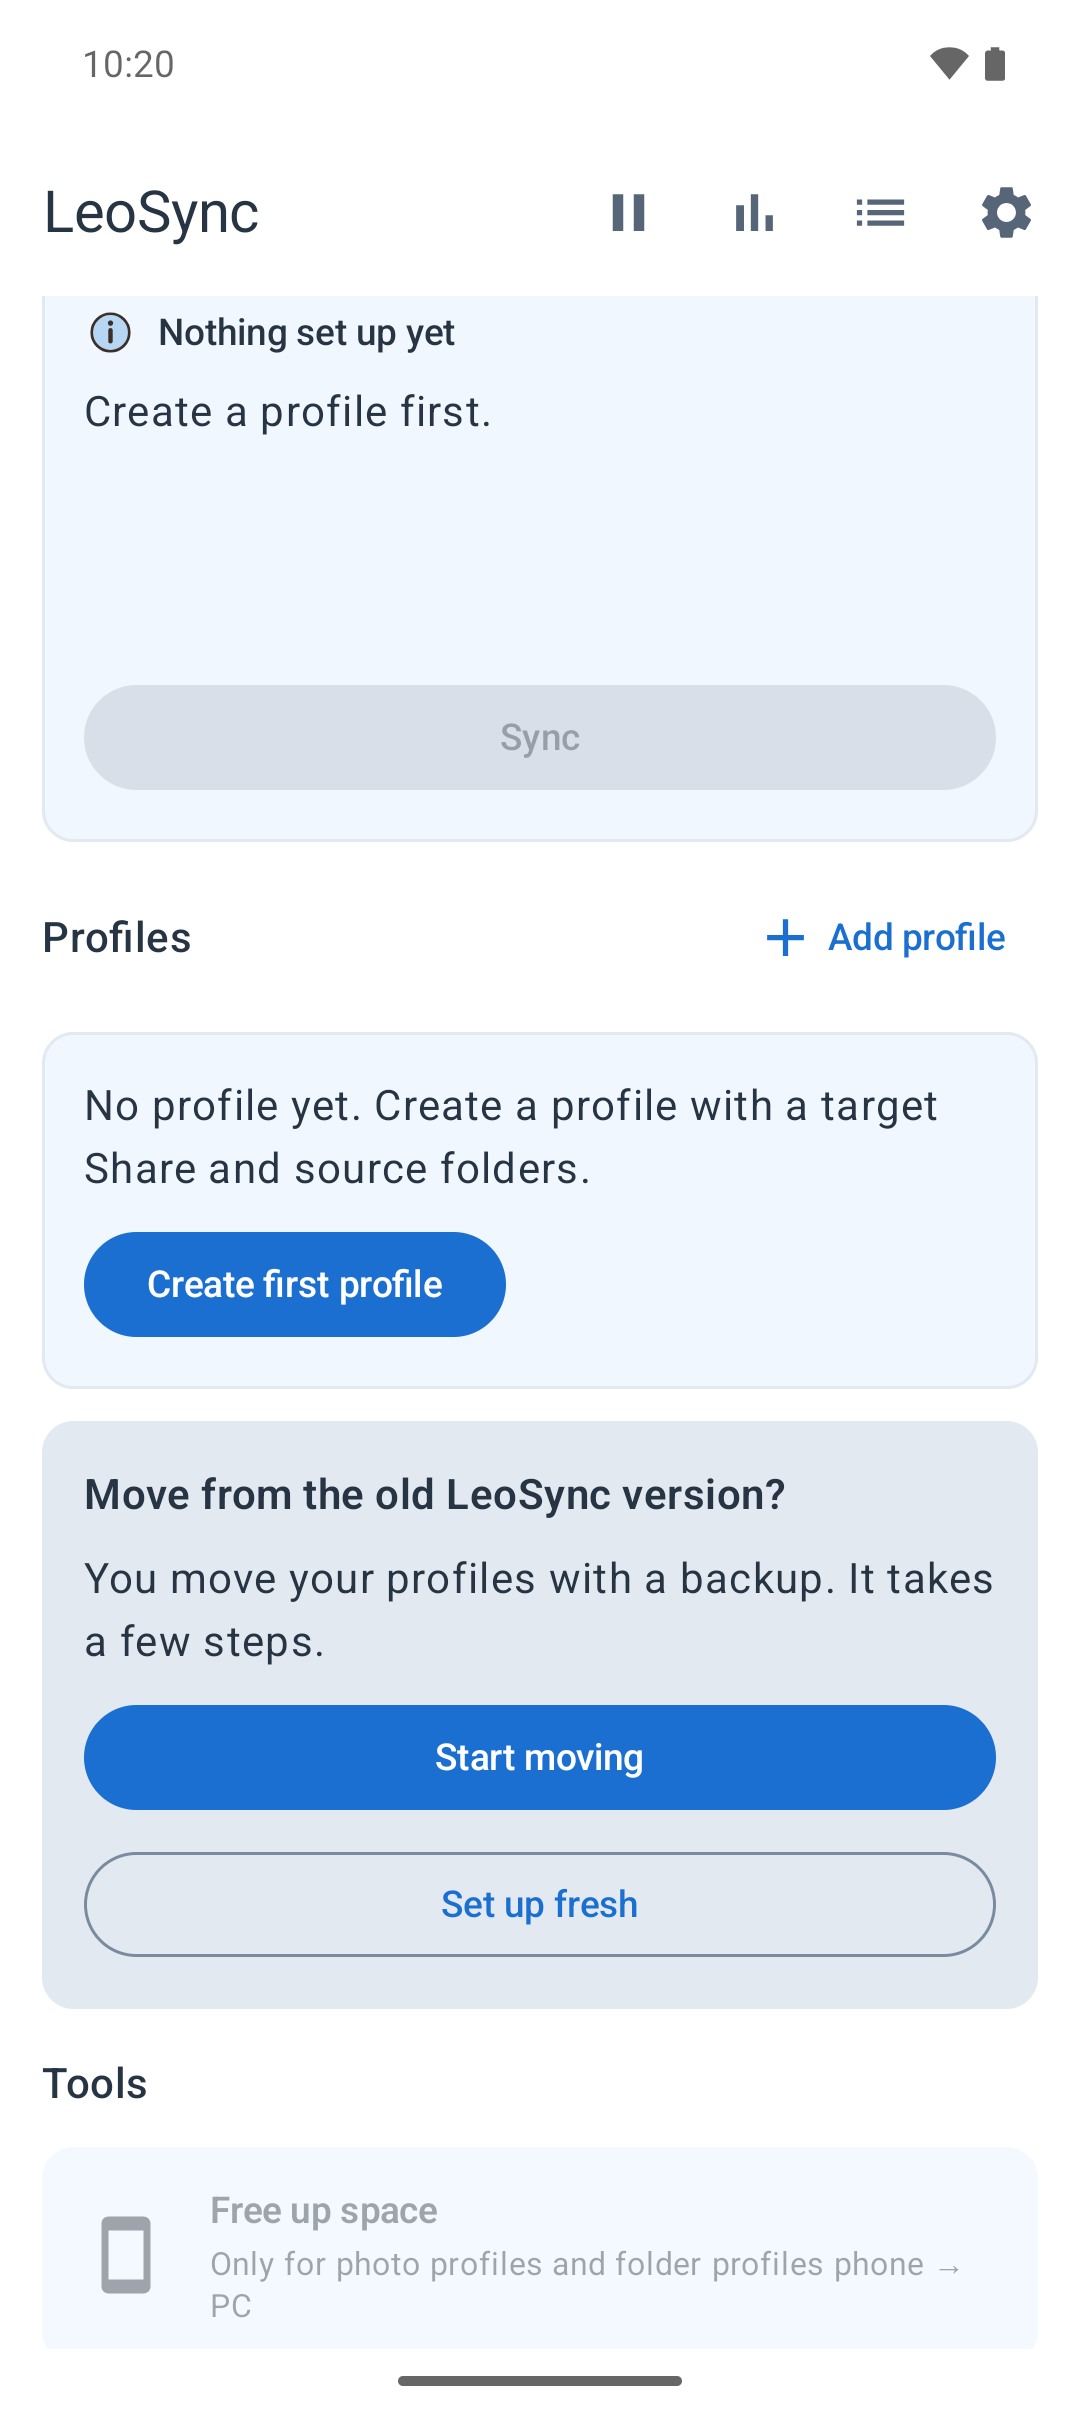 10:20
LeoSync
Nothing set up yet
Create a profile first.
Sync
Profiles
Add profile
No profile yet. Create a profile with a target
Share and source folders.
Create first profile
Move from the old LeoSync version?
You move your profiles with a backup. It takes
a few steps.
Start moving
Set up fresh
Tools
Free up space
Only for photo profiles and folder profiles phone →
PC